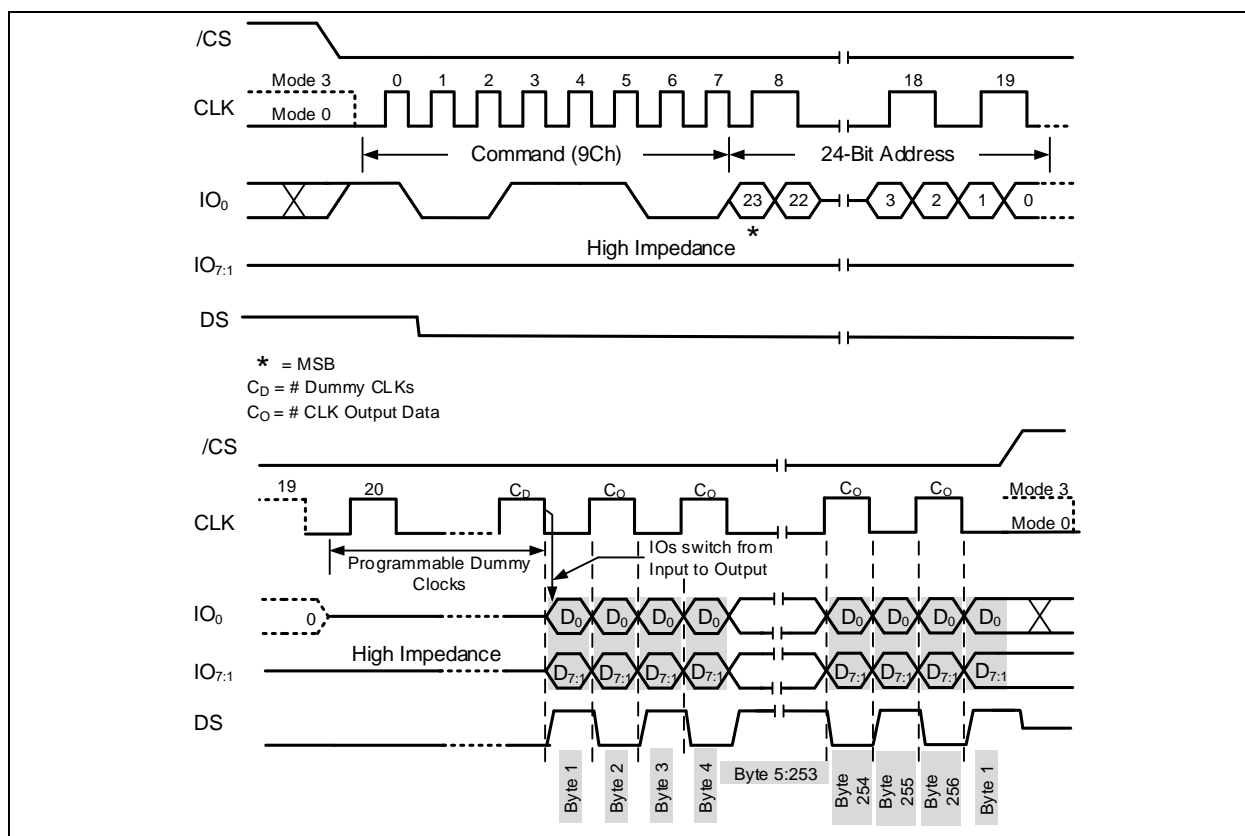 /CS
Mode 3 0 1 2 3 4 5 6 7 8 18 19
CLK
Mode 0
Command (9Ch) 24-Bit Address
IO0 23 22 3 2 1 0
*
High Impedance
IO7:1
DS
* = MSB
CD = # Dummy CLKs
CO = # CLK Output Data
/CS
19 20 CD CO CO CO CO Mode 3
CLK
Mode 0
Programmable Dummy Clocks
IOs switch from
Input to Output
IO0 0 D0 D0 D0 D0 D0 D0 D0 D0
High Impedance
IO7:1 D7:1 D7:1 D7:1 D7:1 D7:1 D7:1 D7:1 D7:1
DS
Byte 1 Byte 2 Byte 3 Byte 4 Byte 5:253 Byte 254 Byte 255 Byte 256 Byte 1